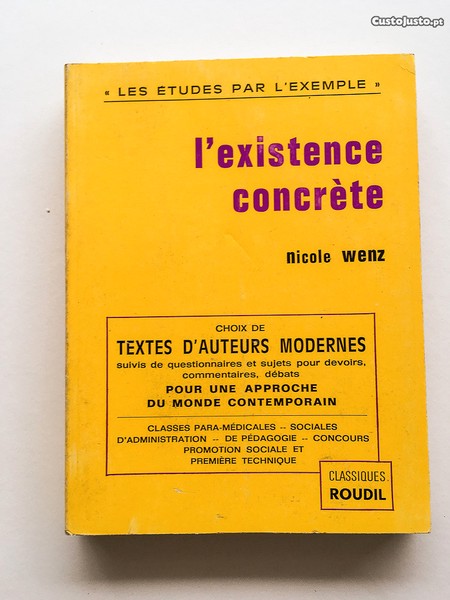 CustoJusto.pt
« LES ÉTUDES PAR L'EXEMPLE »
l'existence
concrète
nicole wenz
CHOIX DE
TEXTES D'AUTEURS MODERNES
suivis de questionnaires et sujets pour devoirs,
commentaires, débats
POUR UNE APPROCHE
DU MONDE CONTEMPORAIN
CLASSES PARA-MÉDICALES -- SOCIALES
D'ADMINISTRATION -- DE PÉDAGOGIE -- CONCOURS
PROMOTION SOCIALE ET
PREMIÈRE TECHNIQUE
CLASSIQUES
ROUDIL